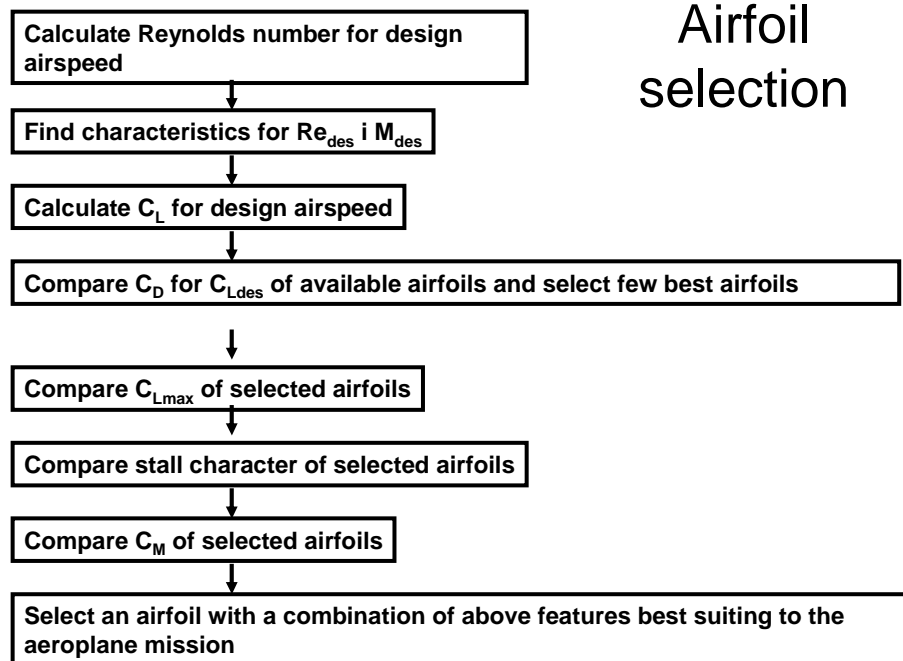 Airfoil
selection
Calculate Reynolds number for design
airspeed
Find characteristics for Re_des i M_des
Calculate C_L for design airspeed
Compare C_D for C_Ldes of available airfoils and select few best airfoils
Compare C_Lmax of selected airfoils
Compare stall character of selected airfoils
Compare C_M of selected airfoils
Select an airfoil with a combination of above features best suiting to the
aeroplane mission